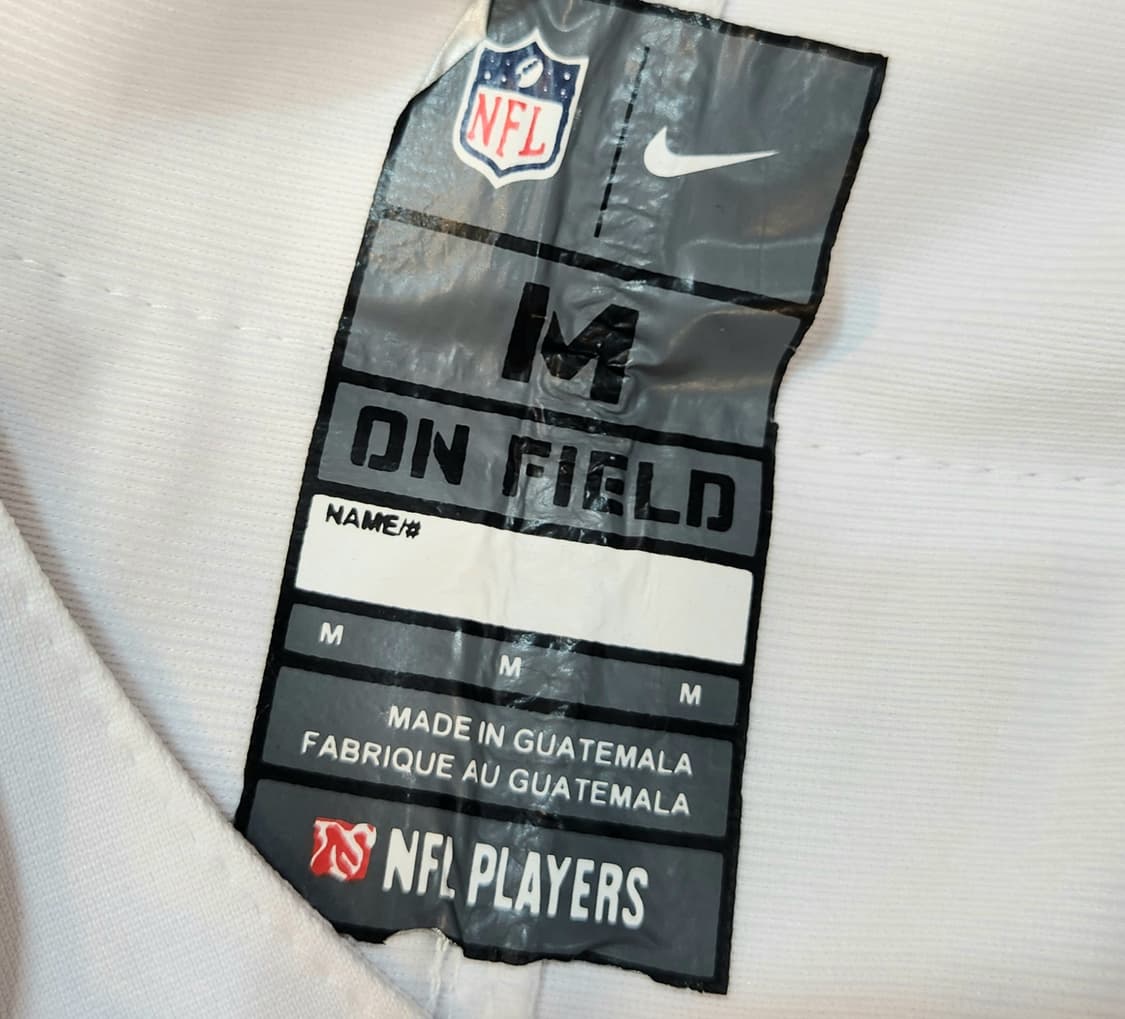 NFL
M
ON FIELD
NAME/#
M M M
MADE IN GUATEMALA
FABRIQUE AU GUATEMALA
NFL PLAYERS